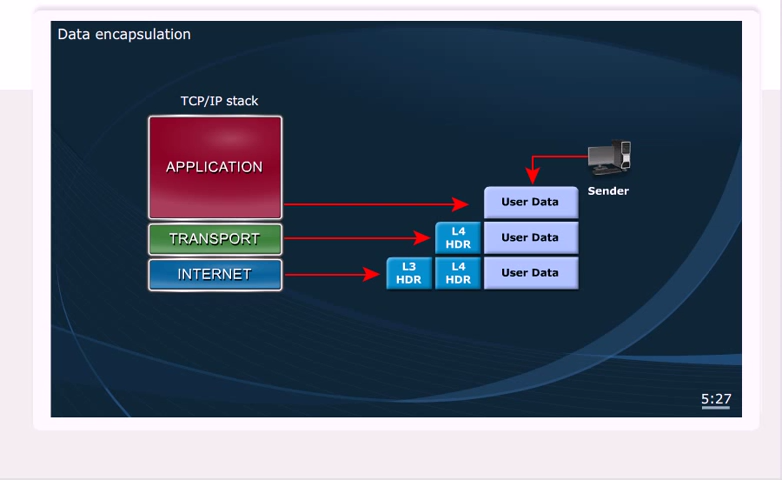 Data encapsulation
TCP/IP stack
APPLICATION
Sender
User Data
TRANSPORT
L4
HDR
User Data
INTERNET
L3
HDR
L4
HDR
User Data
5:27